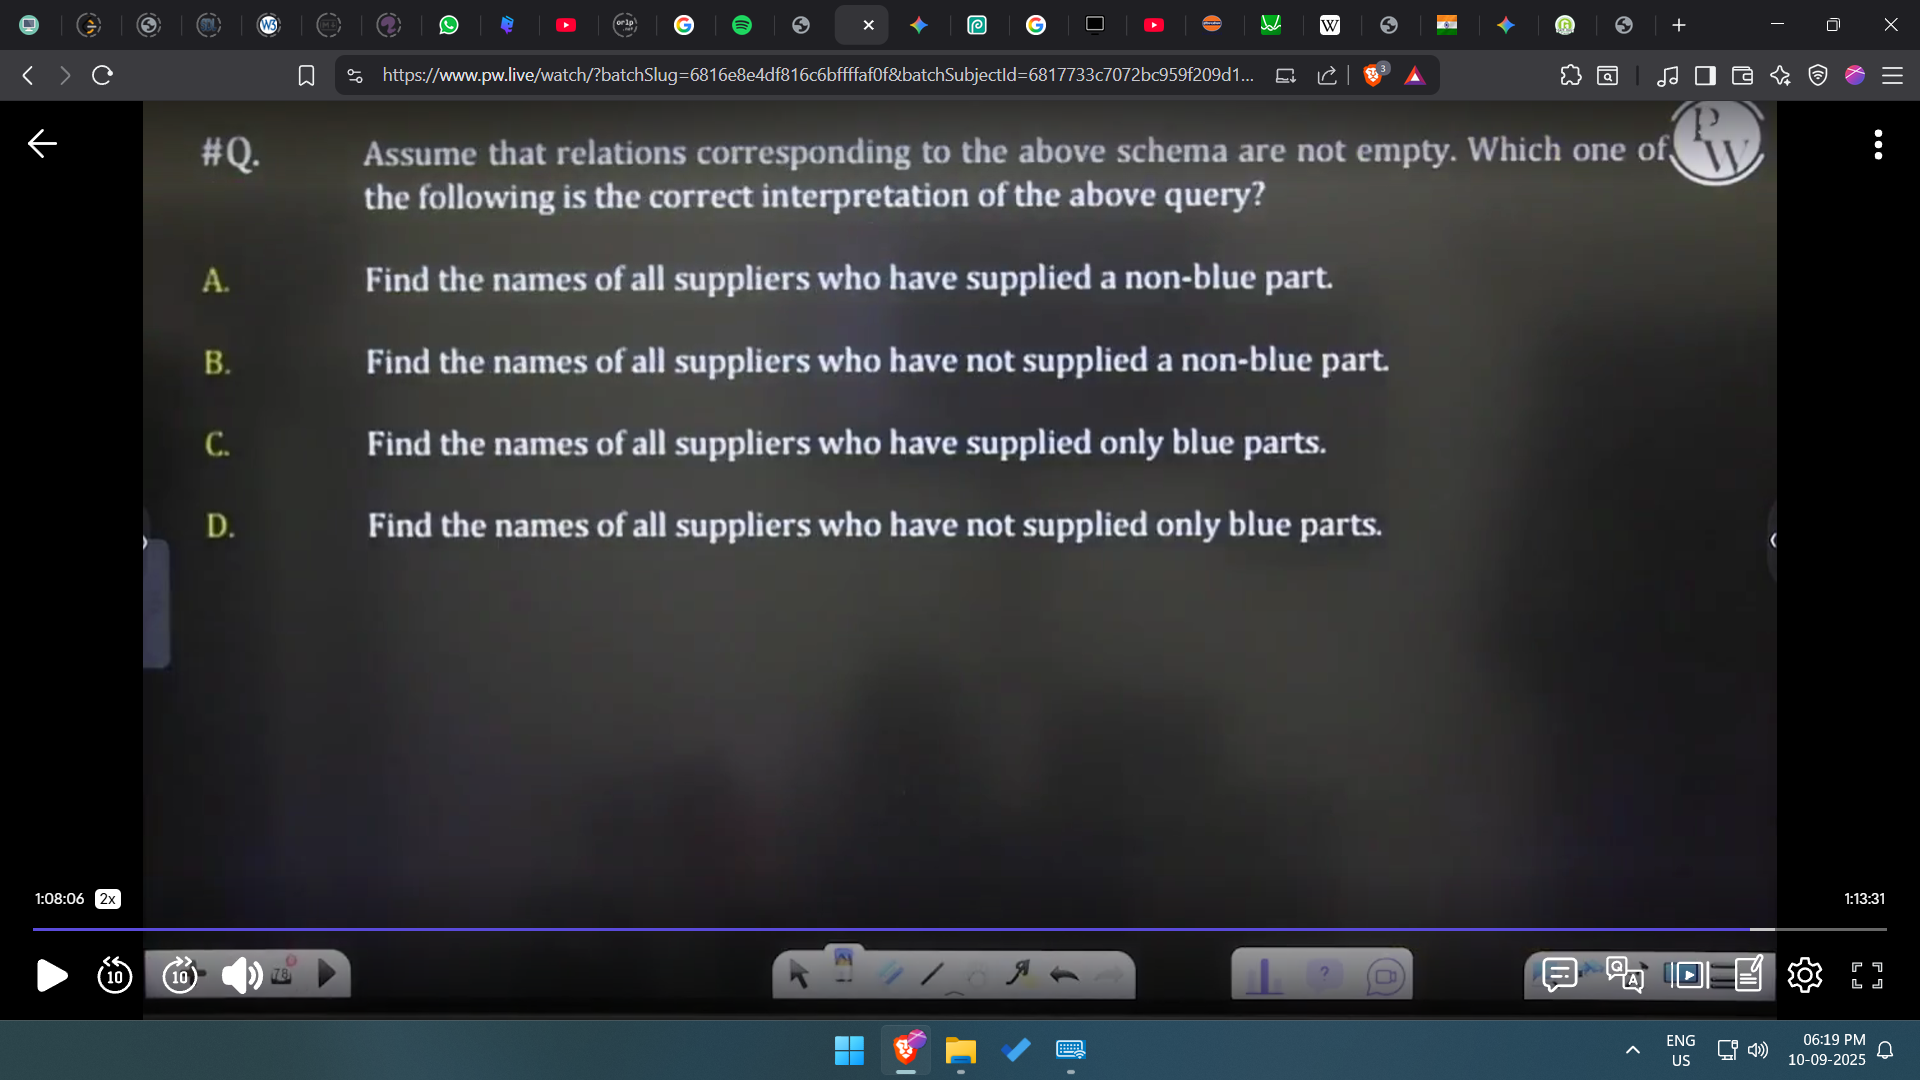 https://www.pw.live/watch/?batchSlug=6816e8e4df816c6bffffaf0f&batchSubjectId=6817733c7072bc959f209d1...
3
#Q. Assume that relations corresponding to the above schema are not empty. Which one of
the following is the correct interpretation of the above query?
PW
A. Find the names of all suppliers who have supplied a non-blue part.
B. Find the names of all suppliers who have not supplied a non-blue part.
C. Find the names of all suppliers who have supplied only blue parts.
D. Find the names of all suppliers who have not supplied only blue parts.
1:08:06 2x 1:13:31
10 10 78
ENG 06:19 PM
US 10-09-2025